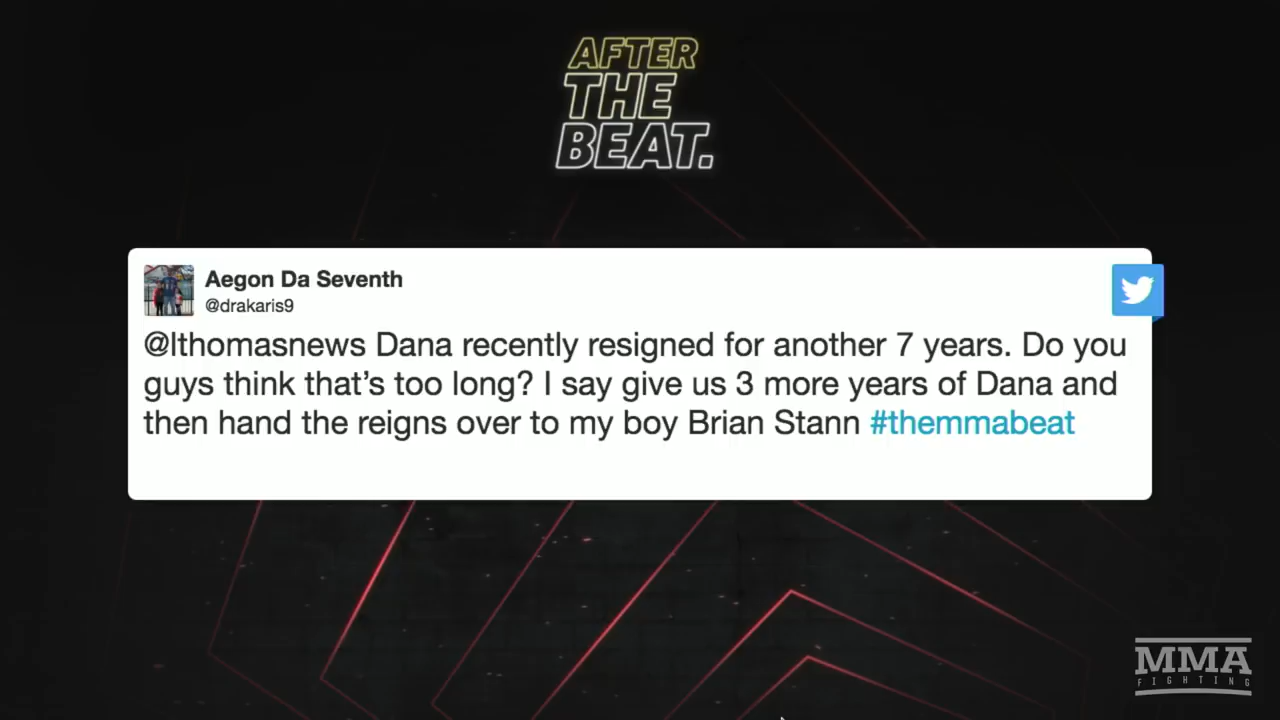 AFTER
THE
BEAT.
Aegon Da Seventh
@drakaris9
@lthomasnews Dana recently resigned for another 7 years. Do you
guys think that’s too long? I say give us 3 more years of Dana and
then hand the reigns over to my boy Brian Stann #themmabeat
MMA
FIGHTING